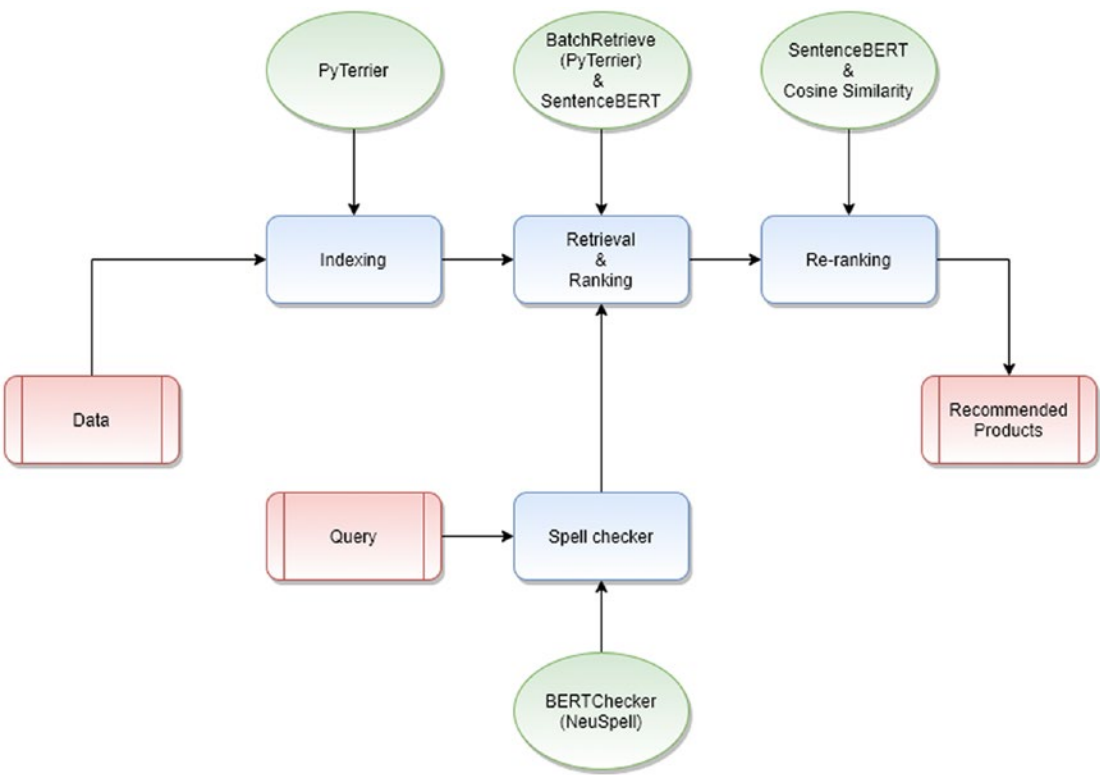 PyTerrier
BatchRetrieve
(PyTerrier)
&
SentenceBERT
SentenceBERT
&
Cosine Similarity
Indexing
Retrieval
&
Ranking
Re-ranking
Data
Recommended
Products
Query
Spell checker
BERTChecker
(NeuSpell)